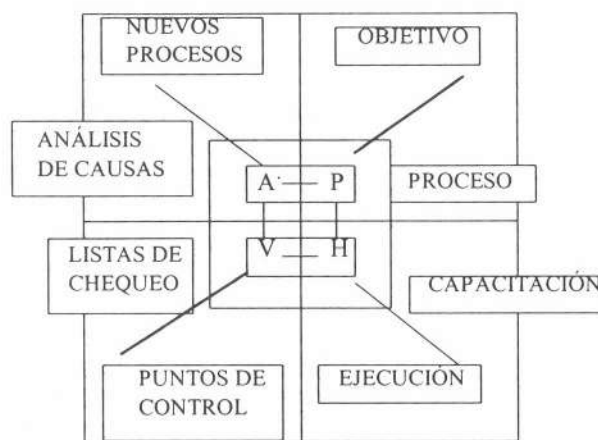 NUEVOS
PROCESOS
OBJETIVO
ANÁLISIS
DE CAUSAS
A P
PROCESO
LISTAS DE
CHEQUEO
V H
CAPACITACIÓN
PUNTOS DE
CONTROL
EJECUCIÓN